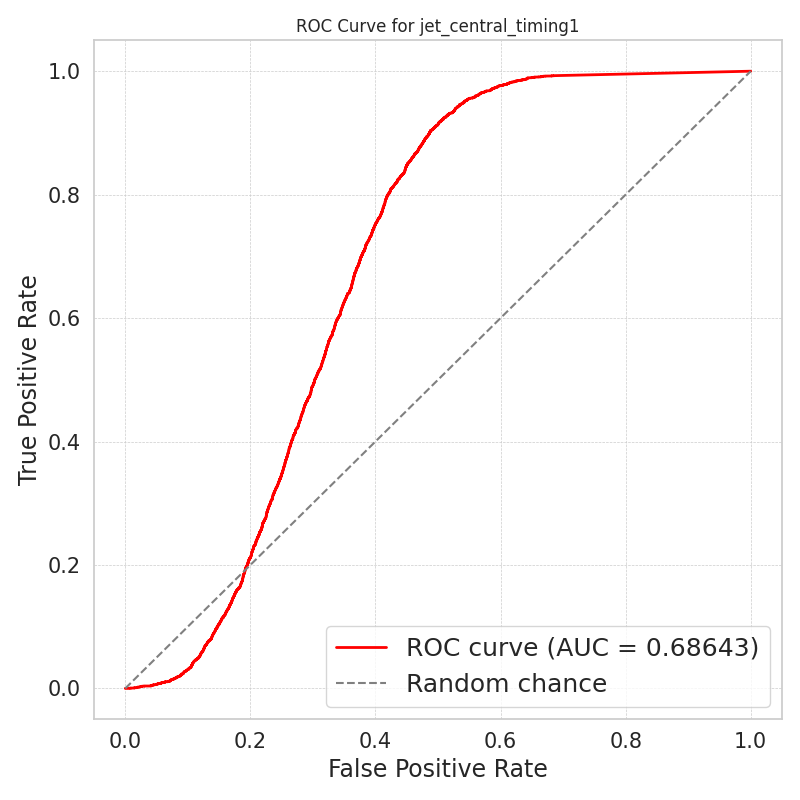 ROC Curve for jet_central_timing1
1.0
0.8
0.6
0.4
0.2
0.0
True Positive Rate
ROC curve (AUC = 0.68643)
Random chance
0.0 0.2 0.4 0.6 0.8 1.0
False Positive Rate